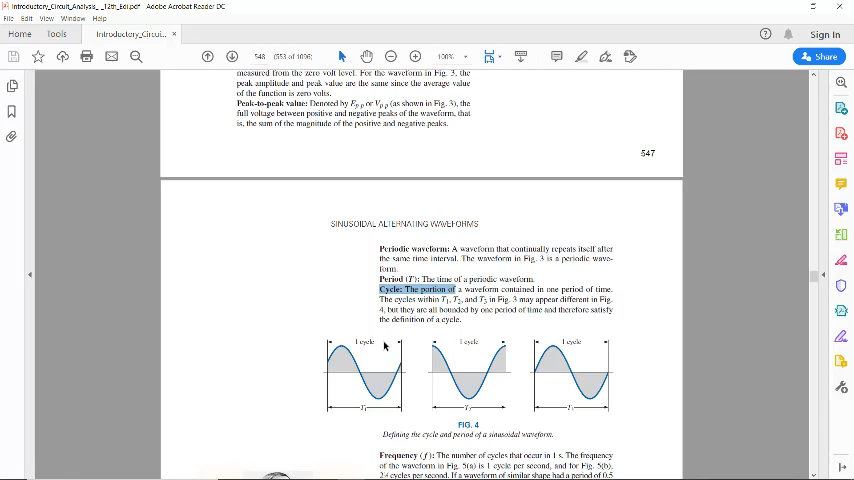 Introductory_Circuit_Analysis_ _12th_Edi.pdf - Adobe Acrobat Reader DC
File Edit View Window Help
Home Tools Introductory_Circui... ×
Sign In
548 (553 of 1096) 100% Share
measured from the zero volt level. For the waveform in Fig. 3, the
peak amplitude and peak value are the same since the average value
of the function is zero volts.
Peak-to-peak value: Denoted by Ep p or Vp p (as shown in Fig. 3), the
full voltage between positive and negative peaks of the waveform, that
is, the sum of the magnitude of the positive and negative peaks.
547
SINUSOIDAL ALTERNATING WAVEFORMS
Periodic waveform: A waveform that continually repeats itself after
the same time interval. The waveform in Fig. 3 is a periodic wave-
form.
Period (T): The time of a periodic waveform.
Cycle: The portion of a waveform contained in one period of time.
The cycles within T1, T2, and T3 in Fig. 3 may appear different in Fig.
4, but they are all bounded by one period of time and therefore satisfy
the definition of a cycle.
1 cycle 1 cycle 1 cycle
T1 T2 T3
FIG. 4
Defining the cycle and period of a sinusoidal waveform.
Frequency (f): The number of cycles that occur in 1 s. The frequency
of the waveform in Fig. 5(a) is 1 cycle per second, and for Fig. 5(b),
2½ cycles per second. If a waveform of similar shape had a period of 0.5